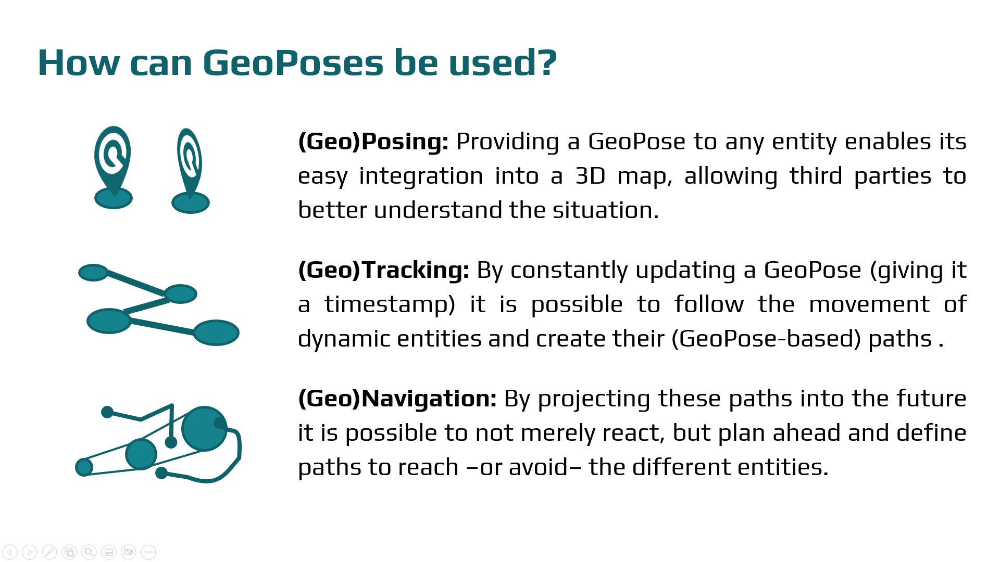 How can GeoPoses be used?
(Geo)Posing: Providing a GeoPose to any entity enables its
easy integration into a 3D map, allowing third parties to
better understand the situation.
(Geo)Tracking: By constantly updating a GeoPose (giving it
a timestamp) it is possible to follow the movement of
dynamic entities and create their (GeoPose-based) paths .
(Geo)Navigation: By projecting these paths into the future
it is possible to not merely react, but plan ahead and define
paths to reach –or avoid– the different entities.